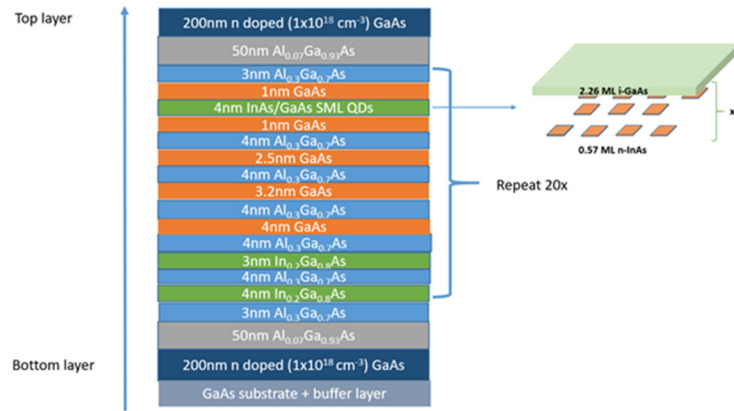 Top layer
200nm n doped (1x10¹⁸ cm⁻³) GaAs
50nm Al₀.₀₇Ga₀.₉₃As
3nm Al₀.₃Ga₀.₇As
1nm GaAs
4nm InAs/GaAs SML QDs
1nm GaAs
4nm Al₀.₃Ga₀.₇As
2.5nm GaAs
4nm Al₀.₃Ga₀.₇As
3.2nm GaAs
4nm Al₀.₃Ga₀.₇As
4nm GaAs
4nm Al₀.₃Ga₀.₇As
3nm In₀.₂Ga₀.₈As
4nm Al₀.₃Ga₀.₇As
4nm In₀.₂Ga₀.₈As
3nm Al₀.₃Ga₀.₇As
50nm Al₀.₀₇Ga₀.₉₃As
Bottom layer
200nm n doped (1x10¹⁸ cm⁻³) GaAs
GaAs substrate + buffer layer
Repeat 20x
2.26 ML i-GaAs
0.57 ML n-InAs